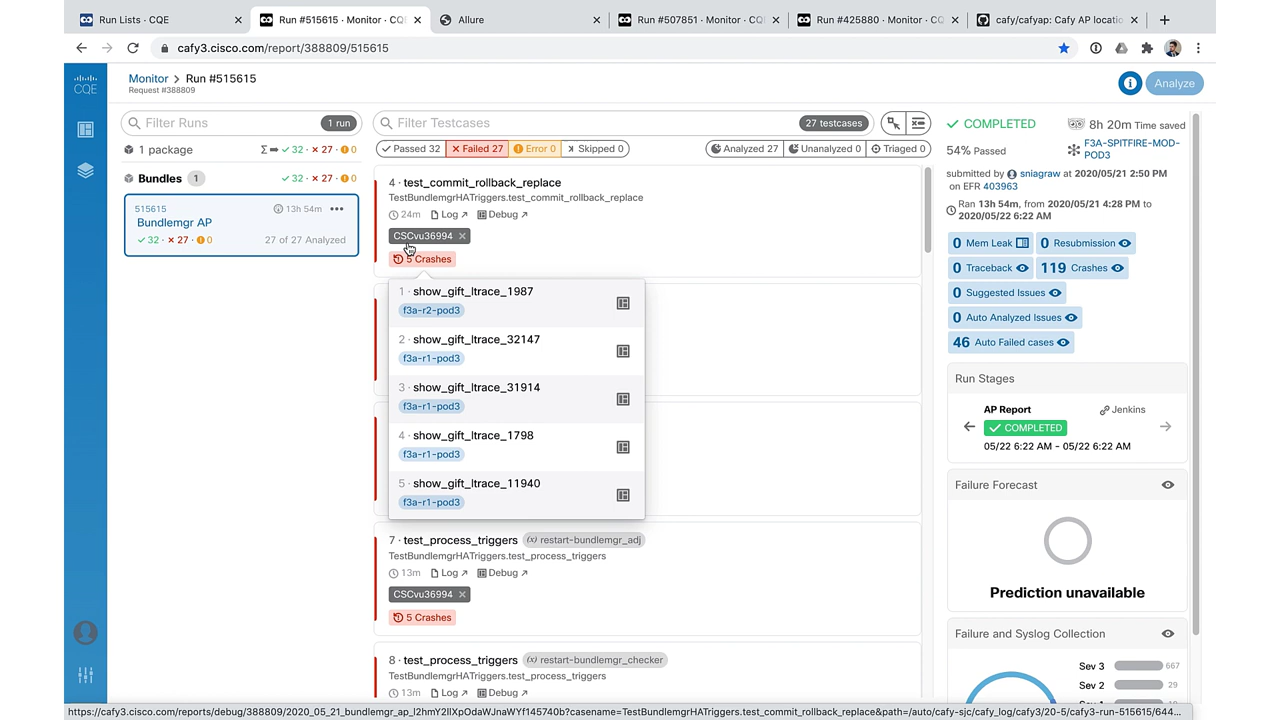 Run Lists · CQE
Run #515615 · Monitor · CQE
Allure
Run #507851 · Monitor · CQE
Run #425880 · Monitor · CQE
cafy/cafyap: Cafy AP locatio
cafy3.cisco.com/report/388809/515615
CQE
Monitor > Run #515615
Request #388809
Analyze
Filter Runs
1 run
Filter Testcases
27 testcases
COMPLETED
8h 20m Time saved
54% Passed
F3A-SPITFIRE-MOD-POD3
submitted by sniagraw at 2020/05/21 2:50 PM
on EFR 403963
Ran 13h 54m, from 2020/05/21 4:28 PM to
2020/05/22 6:22 AM
1 package
Σ 32 · 27 · 0
Bundles 1
32 · 27 · 0
515615
13h 54m
Bundlemgr AP
32 · 27 · 0
27 of 27 Analyzed
Passed 32
Failed 27
Error 0
Skipped 0
Analyzed 27
Unanalyzed 0
Triaged 0
4 · test_commit_rollback_replace
TestBundlemgrHATriggers.test_commit_rollback_replace
24m Log Debug
CSCvu36994
5 Crashes
1 · show_gift_ltrace_1987
f3a-r2-pod3
2 · show_gift_ltrace_32147
f3a-r1-pod3
3 · show_gift_ltrace_31914
f3a-r1-pod3
4 · show_gift_ltrace_1798
f3a-r1-pod3
5 · show_gift_ltrace_11940
f3a-r1-pod3
7 · test_process_triggers (x) restart-bundlemgr_adj
TestBundlemgrHATriggers.test_process_triggers
13m Log Debug
CSCvu36994
5 Crashes
8 · test_process_triggers (x) restart-bundlemgr_checker
TestBundlemgrHATriggers.test_process_triggers
13m Log Debug
0 Mem Leak
0 Resubmission
0 Traceback
119 Crashes
0 Suggested Issues
0 Auto Analyzed Issues
46 Auto Failed cases
Run Stages
AP Report
Jenkins
COMPLETED
05/22 6:22 AM - 05/22 6:22 AM
Failure Forecast
Prediction unavailable
Failure and Syslog Collection
Sev 3 667
Sev 2 29